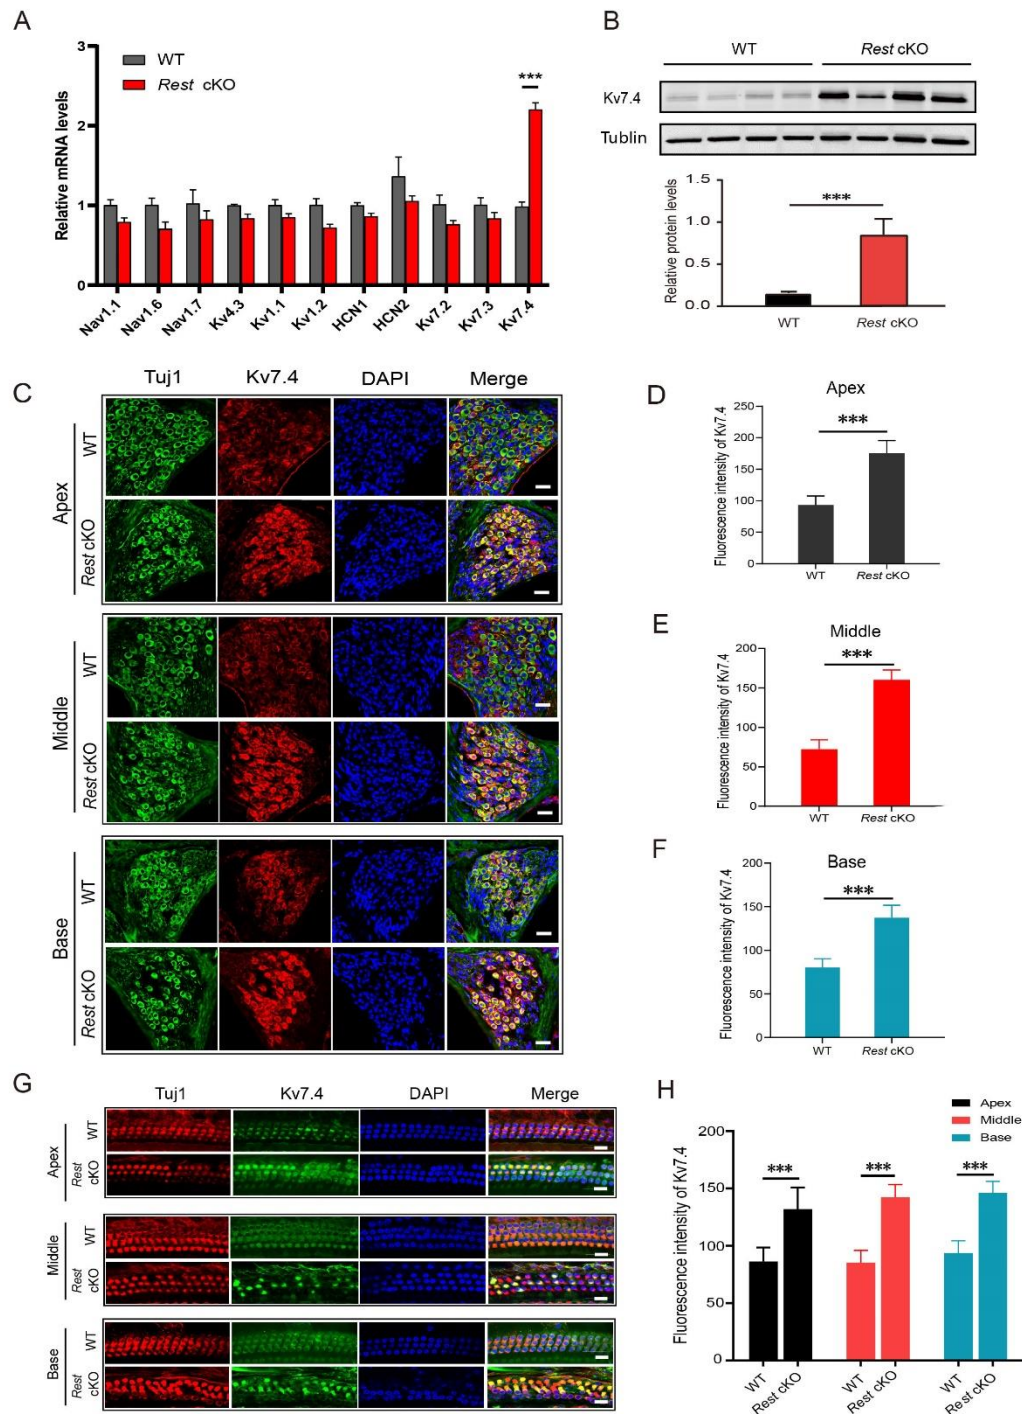 A
Relative mRNA levels
3
2
1
0
WT
Rest cKO
***
Nav1.1
Nav1.6
Nav1.7
Kv4.3
Kv1.1
Kv1.2
HCN1
HCN2
Kv7.2
Kv7.3
Kv7.4
B
WT
Rest cKO
Kv7.4
Tublin
Relative protein levels
1.5
1.0
0.5
0.0
***
WT
Rest cKO
C
Tuj1
Kv7.4
DAPI
Merge
Apex
WT
Rest cKO
Middle
WT
Rest cKO
Base
WT
Rest cKO
D
Apex
Fluorescence intensity of Kv7.4
250
200
150
100
50
0
***
WT
Rest cKO
E
Middle
Fluorescence intensity of Kv7.4
200
150
100
50
0
***
WT
Rest cKO
F
Base
Fluorescence intensity of Kv7.4
200
150
100
50
0
***
WT
Rest cKO
G
Tuj1
Kv7.4
DAPI
Merge
Apex
WT
Rest
cKO
Middle
WT
Rest
cKO
Base
WT
Rest
cKO
H
Apex
Middle
Base
Fluorescence intensity of Kv7.4
200
150
100
50
0
***
***
***
WT
Rest cKO
WT
Rest cKO
WT
Rest cKO